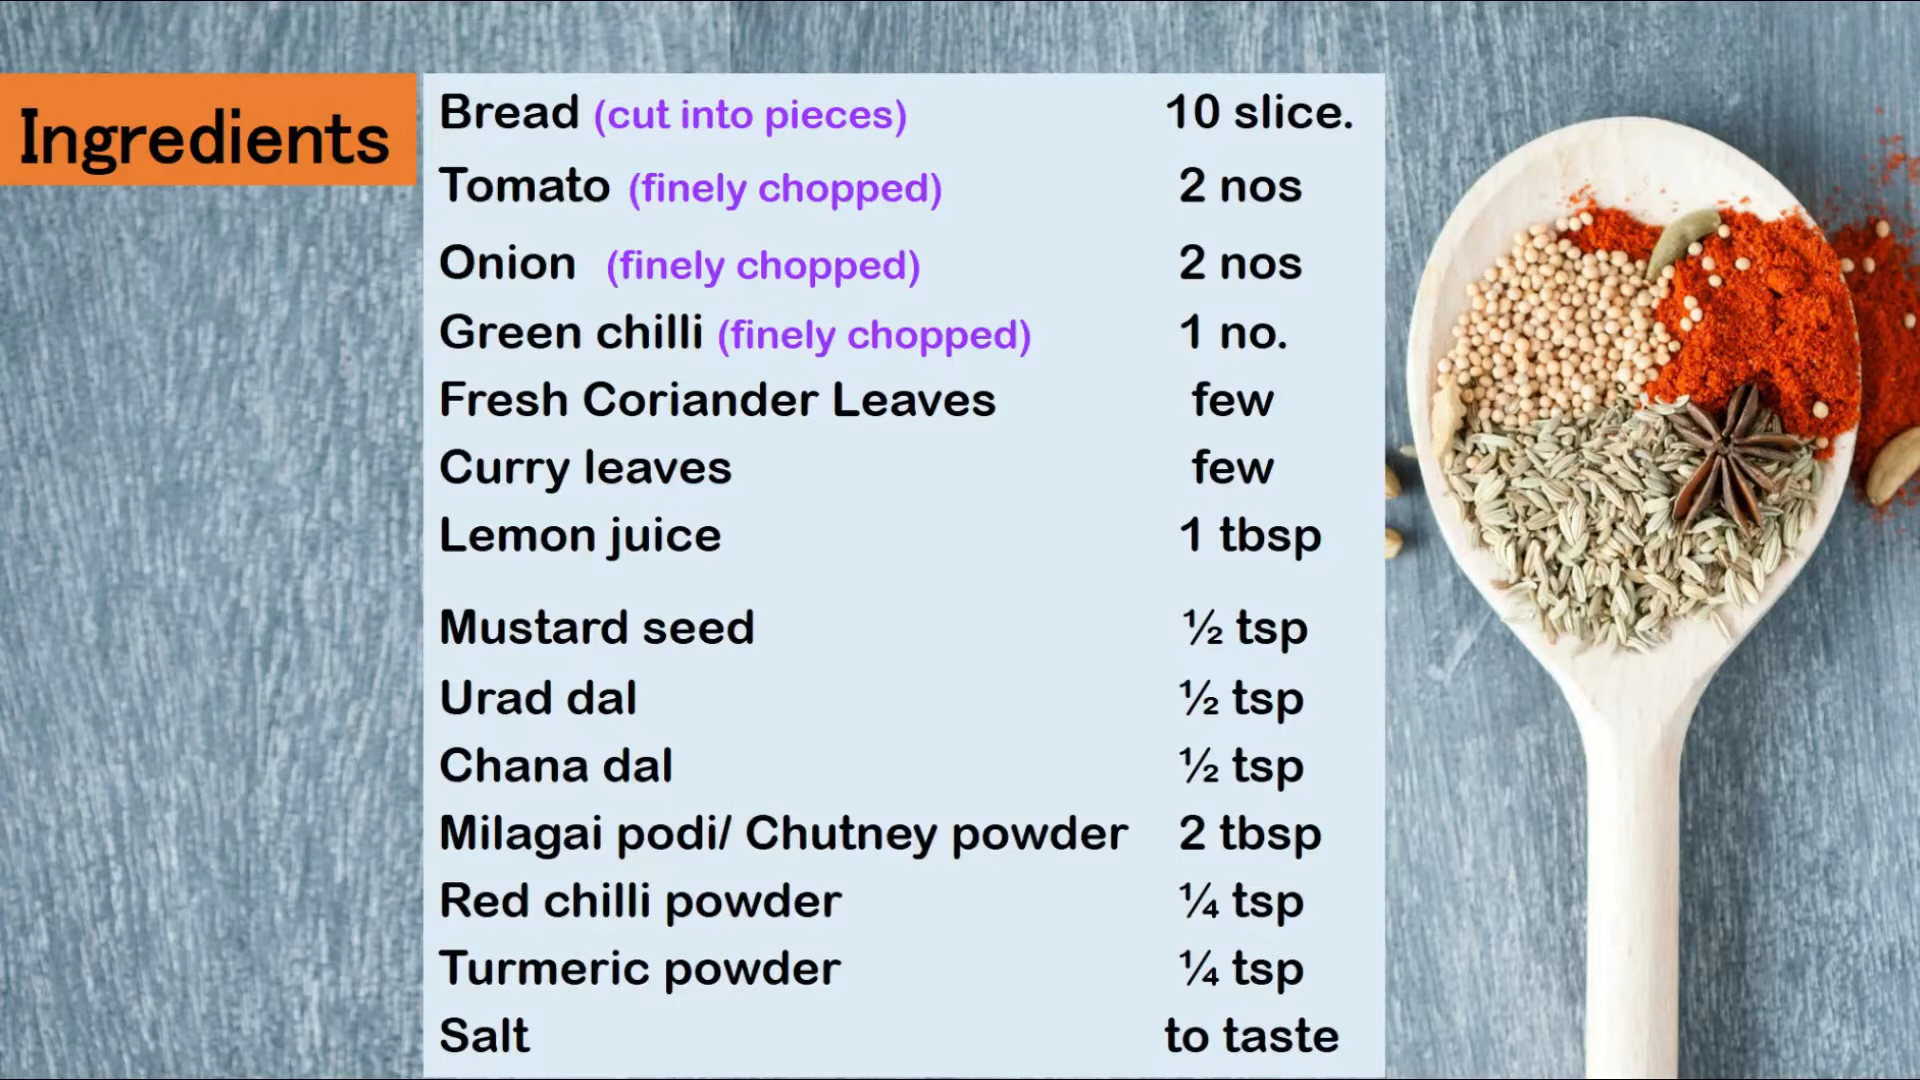 Ingredients
Bread (cut into pieces) 10 slice.
Tomato (finely chopped) 2 nos
Onion (finely chopped) 2 nos
Green chilli (finely chopped) 1 no.
Fresh Coriander Leaves few
Curry leaves few
Lemon juice 1 tbsp
Mustard seed ½ tsp
Urad dal ½ tsp
Chana dal ½ tsp
Milagai podi/ Chutney powder 2 tbsp
Red chilli powder ¼ tsp
Turmeric powder ¼ tsp
Salt to taste